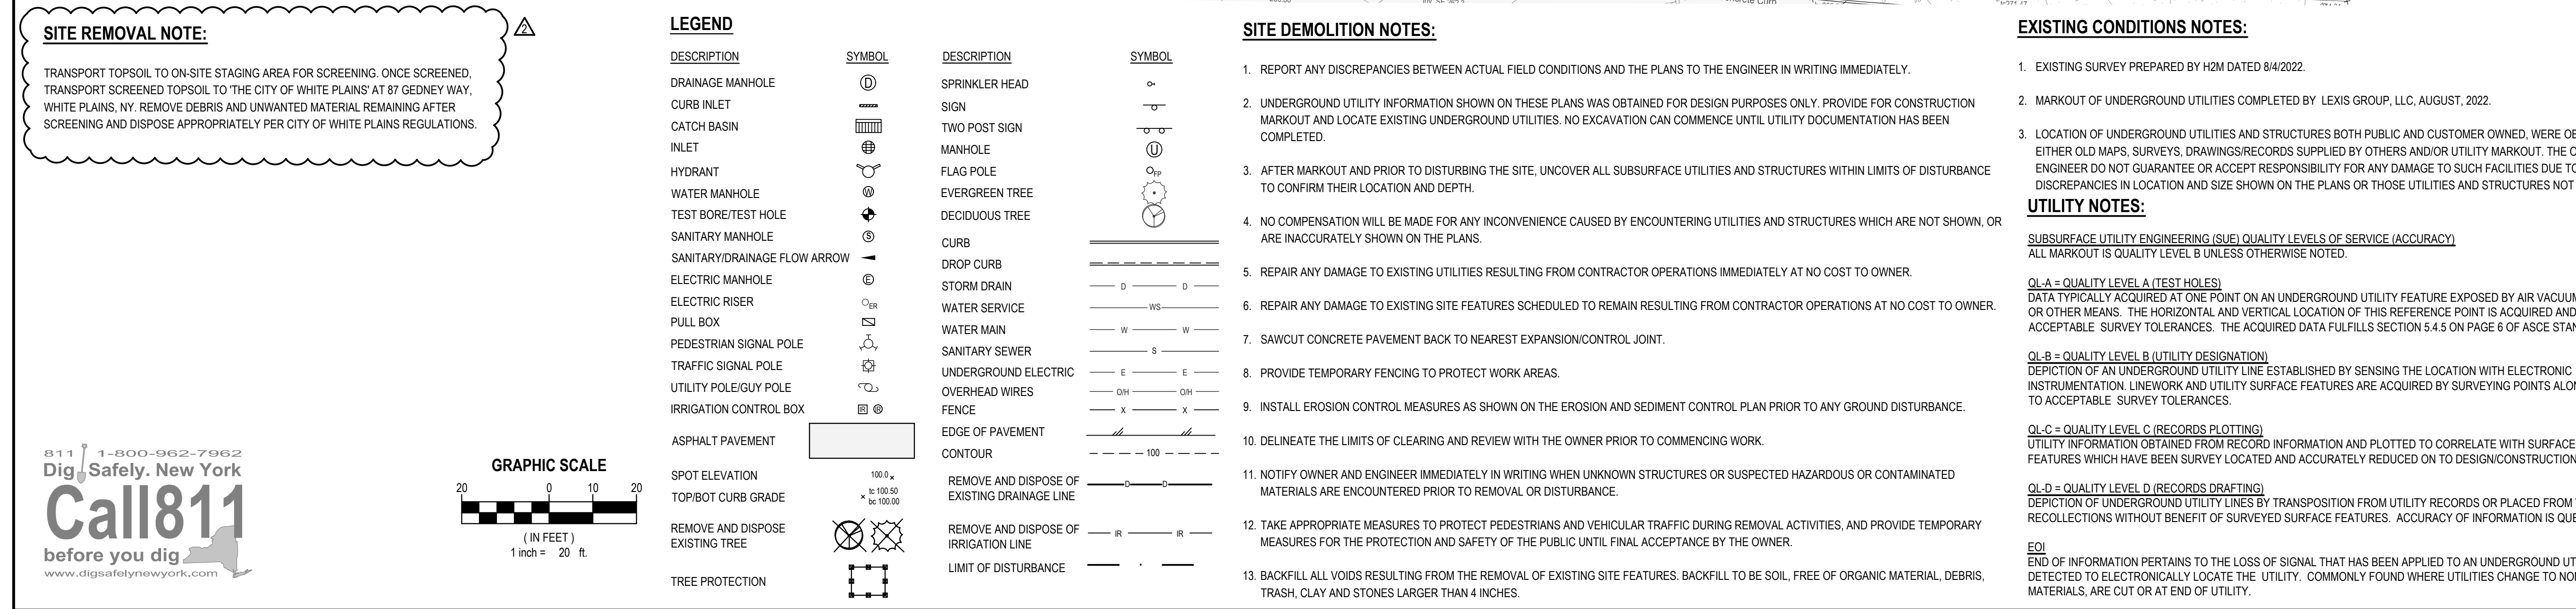 SITE REMOVAL NOTE:
2
TRANSPORT TOPSOIL TO ON-SITE STAGING AREA FOR SCREENING. ONCE SCREENED,
TRANSPORT SCREENED TOPSOIL TO 'THE CITY OF WHITE PLAINS' AT 87 GEDNEY WAY,
WHITE PLAINS, NY. REMOVE DEBRIS AND UNWANTED MATERIAL REMAINING AFTER
SCREENING AND DISPOSE APPROPRIATELY PER CITY OF WHITE PLAINS REGULATIONS.
811 1-800-962-7962
Dig Safely. New York
Call811
before you dig
www.digsafelynewyork.com
GRAPHIC SCALE
20 0 10 20
( IN FEET )
1 inch = 20 ft.
LEGEND
DESCRIPTION SYMBOL
DRAINAGE MANHOLE D
CURB INLET
CATCH BASIN
INLET
HYDRANT
WATER MANHOLE W
TEST BORE/TEST HOLE
SANITARY MANHOLE S
SANITARY/DRAINAGE FLOW ARROW
ELECTRIC MANHOLE E
ELECTRIC RISER ER
PULL BOX
PEDESTRIAN SIGNAL POLE
TRAFFIC SIGNAL POLE
UTILITY POLE/GUY POLE
IRRIGATION CONTROL BOX
ASPHALT PAVEMENT
SPOT ELEVATION 100.0 x
TOP/BOT CURB GRADE x tc 100.50
bc 100.00
REMOVE AND DISPOSE
EXISTING TREE
TREE PROTECTION
DESCRIPTION SYMBOL
SPRINKLER HEAD
SIGN
TWO POST SIGN
MANHOLE U
FLAG POLE FP
EVERGREEN TREE
DECIDUOUS TREE
CURB
DROP CURB
STORM DRAIN D D
WATER SERVICE WS
WATER MAIN W W
SANITARY SEWER S
UNDERGROUND ELECTRIC E E
OVERHEAD WIRES O/H O/H
FENCE X X
EDGE OF PAVEMENT
CONTOUR 100
REMOVE AND DISPOSE OF
EXISTING DRAINAGE LINE D D
REMOVE AND DISPOSE OF
IRRIGATION LINE IR IR
LIMIT OF DISTURBANCE
SITE DEMOLITION NOTES:
1. REPORT ANY DISCREPANCIES BETWEEN ACTUAL FIELD CONDITIONS AND THE PLANS TO THE ENGINEER IN WRITING IMMEDIATELY.
2. UNDERGROUND UTILITY INFORMATION SHOWN ON THESE PLANS WAS OBTAINED FOR DESIGN PURPOSES ONLY. PROVIDE FOR CONSTRUCTION
MARKOUT AND LOCATE EXISTING UNDERGROUND UTILITIES. NO EXCAVATION CAN COMMENCE UNTIL UTILITY DOCUMENTATION HAS BEEN
COMPLETED.
3. AFTER MARKOUT AND PRIOR TO DISTURBING THE SITE, UNCOVER ALL SUBSURFACE UTILITIES AND STRUCTURES WITHIN LIMITS OF DISTURBANCE
TO CONFIRM THEIR LOCATION AND DEPTH.
4. NO COMPENSATION WILL BE MADE FOR ANY INCONVENIENCE CAUSED BY ENCOUNTERING UTILITIES AND STRUCTURES WHICH ARE NOT SHOWN, OR
ARE INACCURATELY SHOWN ON THE PLANS.
5. REPAIR ANY DAMAGE TO EXISTING UTILITIES RESULTING FROM CONTRACTOR OPERATIONS IMMEDIATELY AT NO COST TO OWNER.
6. REPAIR ANY DAMAGE TO EXISTING SITE FEATURES SCHEDULED TO REMAIN RESULTING FROM CONTRACTOR OPERATIONS AT NO COST TO OWNER.
7. SAWCUT CONCRETE PAVEMENT BACK TO NEAREST EXPANSION/CONTROL JOINT.
8. PROVIDE TEMPORARY FENCING TO PROTECT WORK AREAS.
9. INSTALL EROSION CONTROL MEASURES AS SHOWN ON THE EROSION AND SEDIMENT CONTROL PLAN PRIOR TO ANY GROUND DISTURBANCE.
10. DELINEATE THE LIMITS OF CLEARING AND REVIEW WITH THE OWNER PRIOR TO COMMENCING WORK.
11. NOTIFY OWNER AND ENGINEER IMMEDIATELY IN WRITING WHEN UNKNOWN STRUCTURES OR SUSPECTED HAZARDOUS OR CONTAMINATED
MATERIALS ARE ENCOUNTERED PRIOR TO REMOVAL OR DISTURBANCE.
12. TAKE APPROPRIATE MEASURES TO PROTECT PEDESTRIANS AND VEHICULAR TRAFFIC DURING REMOVAL ACTIVITIES, AND PROVIDE TEMPORARY
MEASURES FOR THE PROTECTION AND SAFETY OF THE PUBLIC UNTIL FINAL ACCEPTANCE BY THE OWNER.
13. BACKFILL ALL VOIDS RESULTING FROM THE REMOVAL OF EXISTING SITE FEATURES. BACKFILL TO BE SOIL, FREE OF ORGANIC MATERIAL, DEBRIS,
TRASH, CLAY AND STONES LARGER THAN 4 INCHES.
EXISTING CONDITIONS NOTES:
1. EXISTING SURVEY PREPARED BY H2M DATED 8/4/2022.
2. MARKOUT OF UNDERGROUND UTILITIES COMPLETED BY LEXIS GROUP, LLC, AUGUST, 2022.
3. LOCATION OF UNDERGROUND UTILITIES AND STRUCTURES BOTH PUBLIC AND CUSTOMER OWNED, WERE
EITHER OLD MAPS, SURVEYS, DRAWINGS/RECORDS SUPPLIED BY OTHERS AND/OR UTILITY MARKOUT. THE
ENGINEER DO NOT GUARANTEE OR ACCEPT RESPONSIBILITY FOR ANY DAMAGE TO SUCH FACILITIES DUE TO
DISCREPANCIES IN LOCATION AND SIZE SHOWN ON THE PLANS OR THOSE UTILITIES AND STRUCTURES NOT
UTILITY NOTES:
SUBSURFACE UTILITY ENGINEERING (SUE) QUALITY LEVELS OF SERVICE (ACCURACY)
ALL MARKOUT IS QUALITY LEVEL B UNLESS OTHERWISE NOTED.
QL-A = QUALITY LEVEL A (TEST HOLES)
DATA TYPICALLY ACQUIRED AT ONE POINT ON AN UNDERGROUND UTILITY FEATURE EXPOSED BY AIR VACUUM
OR OTHER MEANS. THE HORIZONTAL AND VERTICAL LOCATION OF THIS REFERENCE POINT IS ACQUIRED AND
ACCEPTABLE SURVEY TOLERANCES. THE ACQUIRED DATA FULFILLS SECTION 5.4.5 ON PAGE 6 OF ASCE
QL-B = QUALITY LEVEL B (UTILITY DESIGNATION)
DEPICTION OF AN UNDERGROUND UTILITY LINE ESTABLISHED BY SENSING THE LOCATION WITH ELECTRONIC
INSTRUMENTATION. LINEWORK AND UTILITY SURFACE FEATURES ARE ACQUIRED BY SURVEYING POINTS
TO ACCEPTABLE SURVEY TOLERANCES.
QL-C = QUALITY LEVEL C (RECORDS PLOTTING)
UTILITY INFORMATION OBTAINED FROM RECORD INFORMATION AND PLOTTED TO CORRELATE WITH SURFACE
FEATURES WHICH HAVE BEEN SURVEY LOCATED AND ACCURATELY REDUCED ON TO DESIGN/CONSTRUCTION
QL-D = QUALITY LEVEL D (RECORDS DRAFTING)
DEPICTION OF UNDERGROUND UTILITY LINES BY TRANSPOSITION FROM UTILITY RECORDS OR PLACED FROM
RECOLLECTIONS WITHOUT BENEFIT OF SURVEYED SURFACE FEATURES. ACCURACY OF INFORMATION IS
EOI
END OF INFORMATION PERTAINS TO THE LOSS OF SIGNAL THAT HAS BEEN APPLIED TO AN UNDERGROUND
DETECTED TO ELECTRONICALLY LOCATE THE UTILITY. COMMONLY FOUND WHERE UTILITIES CHANGE TO
MATERIALS, ARE CUT OR AT END OF UTILITY.